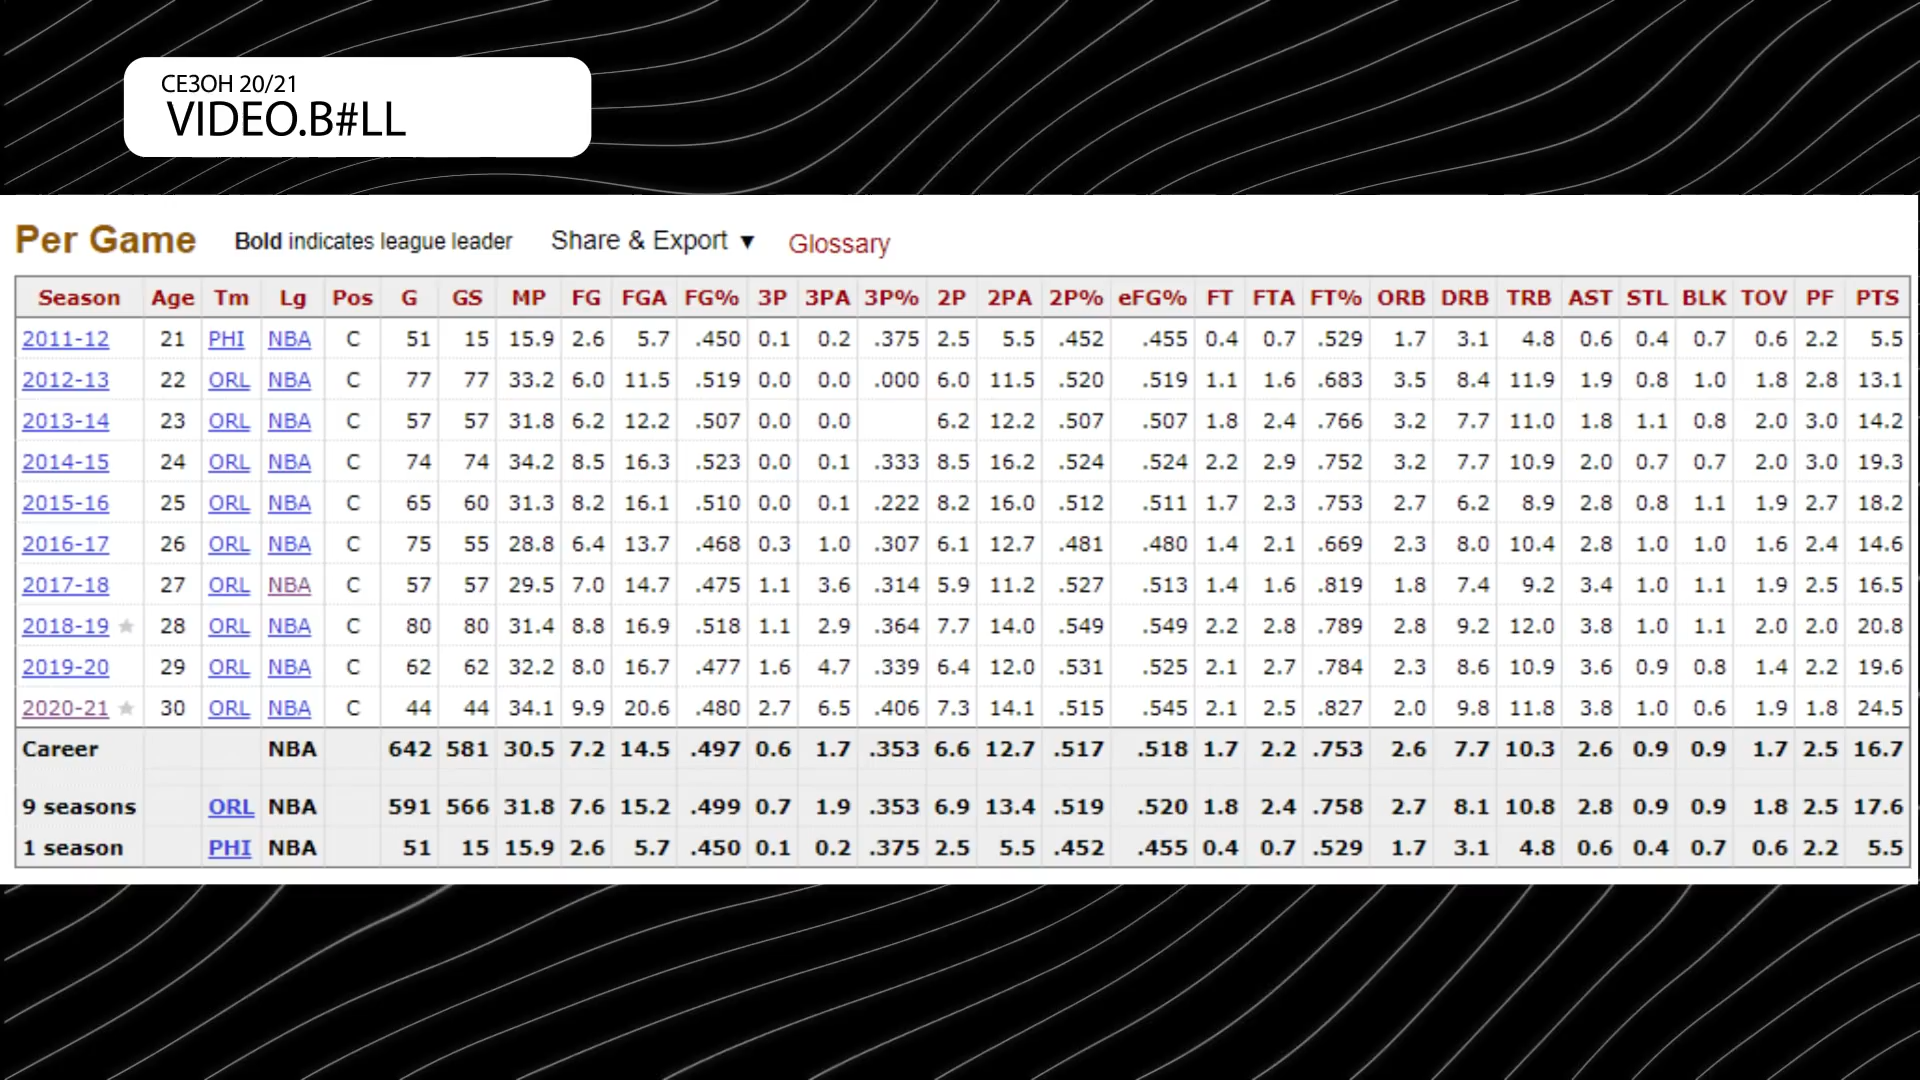 СЕЗОН 20/21
VIDEO.B#LL
Per Game Bold indicates league leader Share & Export ▼ Glossary
Season Age Tm Lg Pos G GS MP FG FGA FG% 3P 3PA 3P% 2P 2PA 2P% eFG% FT FTA FT% ORB DRB TRB AST STL BLK TOV PF PTS
2011-12 21 PHI NBA C 51 15 15.9 2.6 5.7 .450 0.1 0.2 .375 2.5 5.5 .452 .455 0.4 0.7 .529 1.7 3.1 4.8 0.6 0.4 0.7 0.6 2.2 5.5
2012-13 22 ORL NBA C 77 77 33.2 6.0 11.5 .519 0.0 0.0 .000 6.0 11.5 .520 .519 1.1 1.6 .683 3.5 8.4 11.9 1.9 0.8 1.0 1.8 2.8 13.1
2013-14 23 ORL NBA C 57 57 31.8 6.2 12.2 .507 0.0 0.0 6.2 12.2 .507 .507 1.8 2.4 .766 3.2 7.7 11.0 1.8 1.1 0.8 2.0 3.0 14.2
2014-15 24 ORL NBA C 74 74 34.2 8.5 16.3 .523 0.0 0.1 .333 8.5 16.2 .524 .524 2.2 2.9 .752 3.2 7.7 10.9 2.0 0.7 0.7 2.0 3.0 19.3
2015-16 25 ORL NBA C 65 60 31.3 8.2 16.1 .510 0.0 0.1 .222 8.2 16.0 .512 .511 1.7 2.3 .753 2.7 6.2 8.9 2.8 0.8 1.1 1.9 2.7 18.2
2016-17 26 ORL NBA C 75 55 28.8 6.4 13.7 .468 0.3 1.0 .307 6.1 12.7 .481 .480 1.4 2.1 .669 2.3 8.0 10.4 2.8 1.0 1.0 1.6 2.4 14.6
2017-18 27 ORL NBA C 57 57 29.5 7.0 14.7 .475 1.1 3.6 .314 5.9 11.2 .527 .513 1.4 1.6 .819 1.8 7.4 9.2 3.4 1.0 1.1 1.9 2.5 16.5
2018-19 ★ 28 ORL NBA C 80 80 31.4 8.8 16.9 .518 1.1 2.9 .364 7.7 14.0 .549 .549 2.2 2.8 .789 2.8 9.2 12.0 3.8 1.0 1.1 2.0 2.0 20.8
2019-20 29 ORL NBA C 62 62 32.2 8.0 16.7 .477 1.6 4.7 .339 6.4 12.0 .531 .525 2.1 2.7 .784 2.3 8.6 10.9 3.6 0.9 0.8 1.4 2.2 19.6
2020-21 ★ 30 ORL NBA C 44 44 34.1 9.9 20.6 .480 2.7 6.5 .406 7.3 14.1 .515 .545 2.1 2.5 .827 2.0 9.8 11.8 3.8 1.0 0.6 1.9 1.8 24.5
Career NBA 642 581 30.5 7.2 14.5 .497 0.6 1.7 .353 6.6 12.7 .517 .518 1.7 2.2 .753 2.6 7.7 10.3 2.6 0.9 0.9 1.7 2.5 16.7
9 seasons ORL NBA 591 566 31.8 7.6 15.2 .499 0.7 1.9 .353 6.9 13.4 .519 .520 1.8 2.4 .758 2.7 8.1 10.8 2.8 0.9 0.9 1.8 2.5 17.6
1 season PHI NBA 51 15 15.9 2.6 5.7 .450 0.1 0.2 .375 2.5 5.5 .452 .455 0.4 0.7 .529 1.7 3.1 4.8 0.6 0.4 0.7 0.6 2.2 5.5